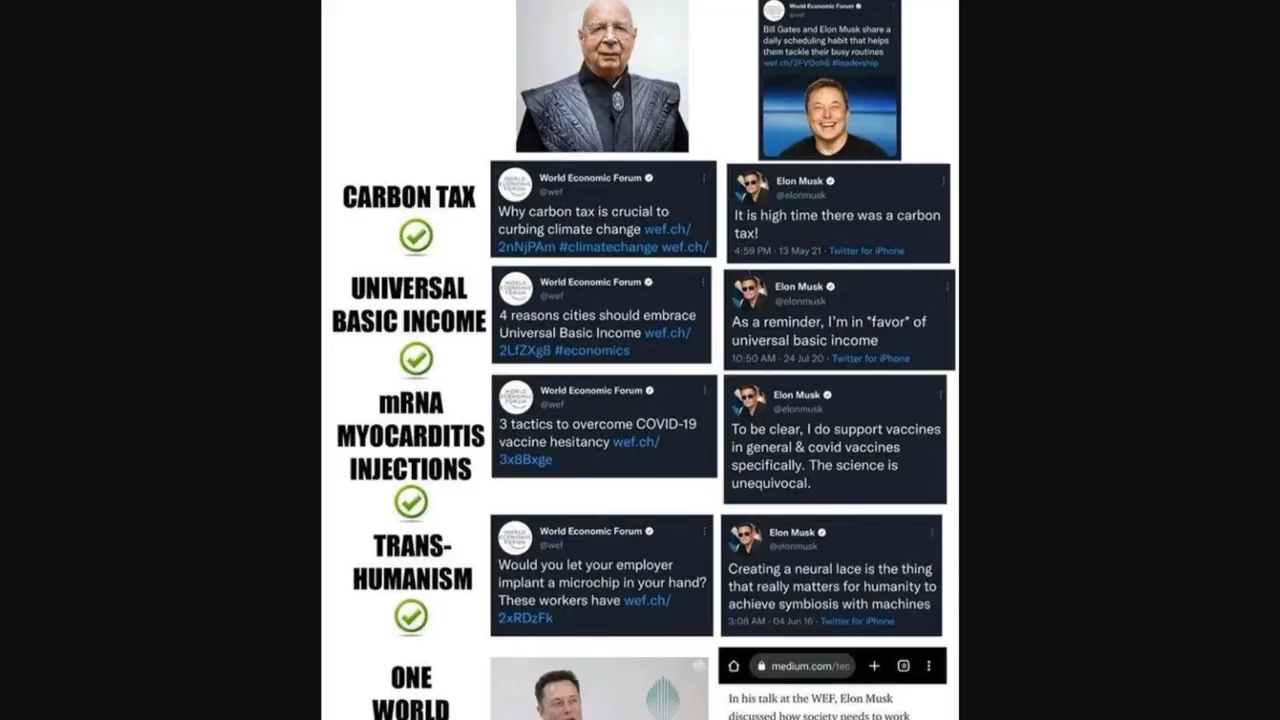 World Economic Forum
@wef
Bill Gates and Elon Musk share a
daily scheduling habit that helps
them tackle their busy routines
wef.ch/2FV0oh6 #leadership
CARBON TAX
World Economic Forum
@wef
Why carbon tax is crucial to
curbing climate change wef.ch/
2nNjPAm #climatechange wef.ch/
Elon Musk
@elonmusk
It is high time there was a carbon
tax!
4:59 PM · 13 May 21 · Twitter for iPhone
UNIVERSAL
BASIC INCOME
World Economic Forum
@wef
4 reasons cities should embrace
Universal Basic Income wef.ch/
2LfZXg8 #economics
Elon Musk
@elonmusk
As a reminder, I'm in "favor" of
universal basic income
10:50 AM · 24 Jul 20 · Twitter for iPhone
mRNA
MYOCARDITIS
INJECTIONS
World Economic Forum
@wef
3 tactics to overcome COVID-19
vaccine hesitancy wef.ch/
3x8Bxge
Elon Musk
@elonmusk
To be clear, I do support vaccines
in general & covid vaccines
specifically. The science is
unequivocal.
TRANS-
HUMANISM
World Economic Forum
@wef
Would you let your employer
implant a microchip in your hand?
These workers have wef.ch/
2xRDzFk
Elon Musk
@elonmusk
Creating a neural lace is the thing
that really matters for humanity to
achieve symbiosis with machines
3:08 AM · 04 Jun 16 · Twitter for iPhone
ONE
WORLD
medium.com/tec
In his talk at the WEF, Elon Musk
discussed how society needs to work